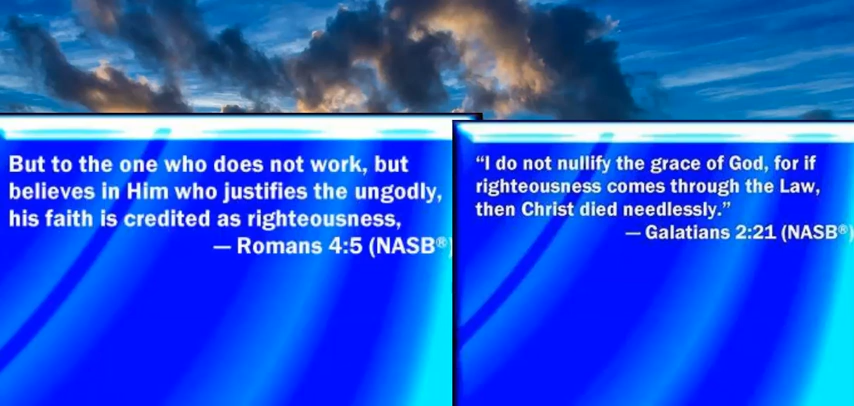 But to the one who does not work, but
believes in Him who justifies the ungodly,
his faith is credited as righteousness,
— Romans 4:5 (NASB®)
“I do not nullify the grace of God, for if
righteousness comes through the Law,
then Christ died needlessly.”
— Galatians 2:21 (NASB®)